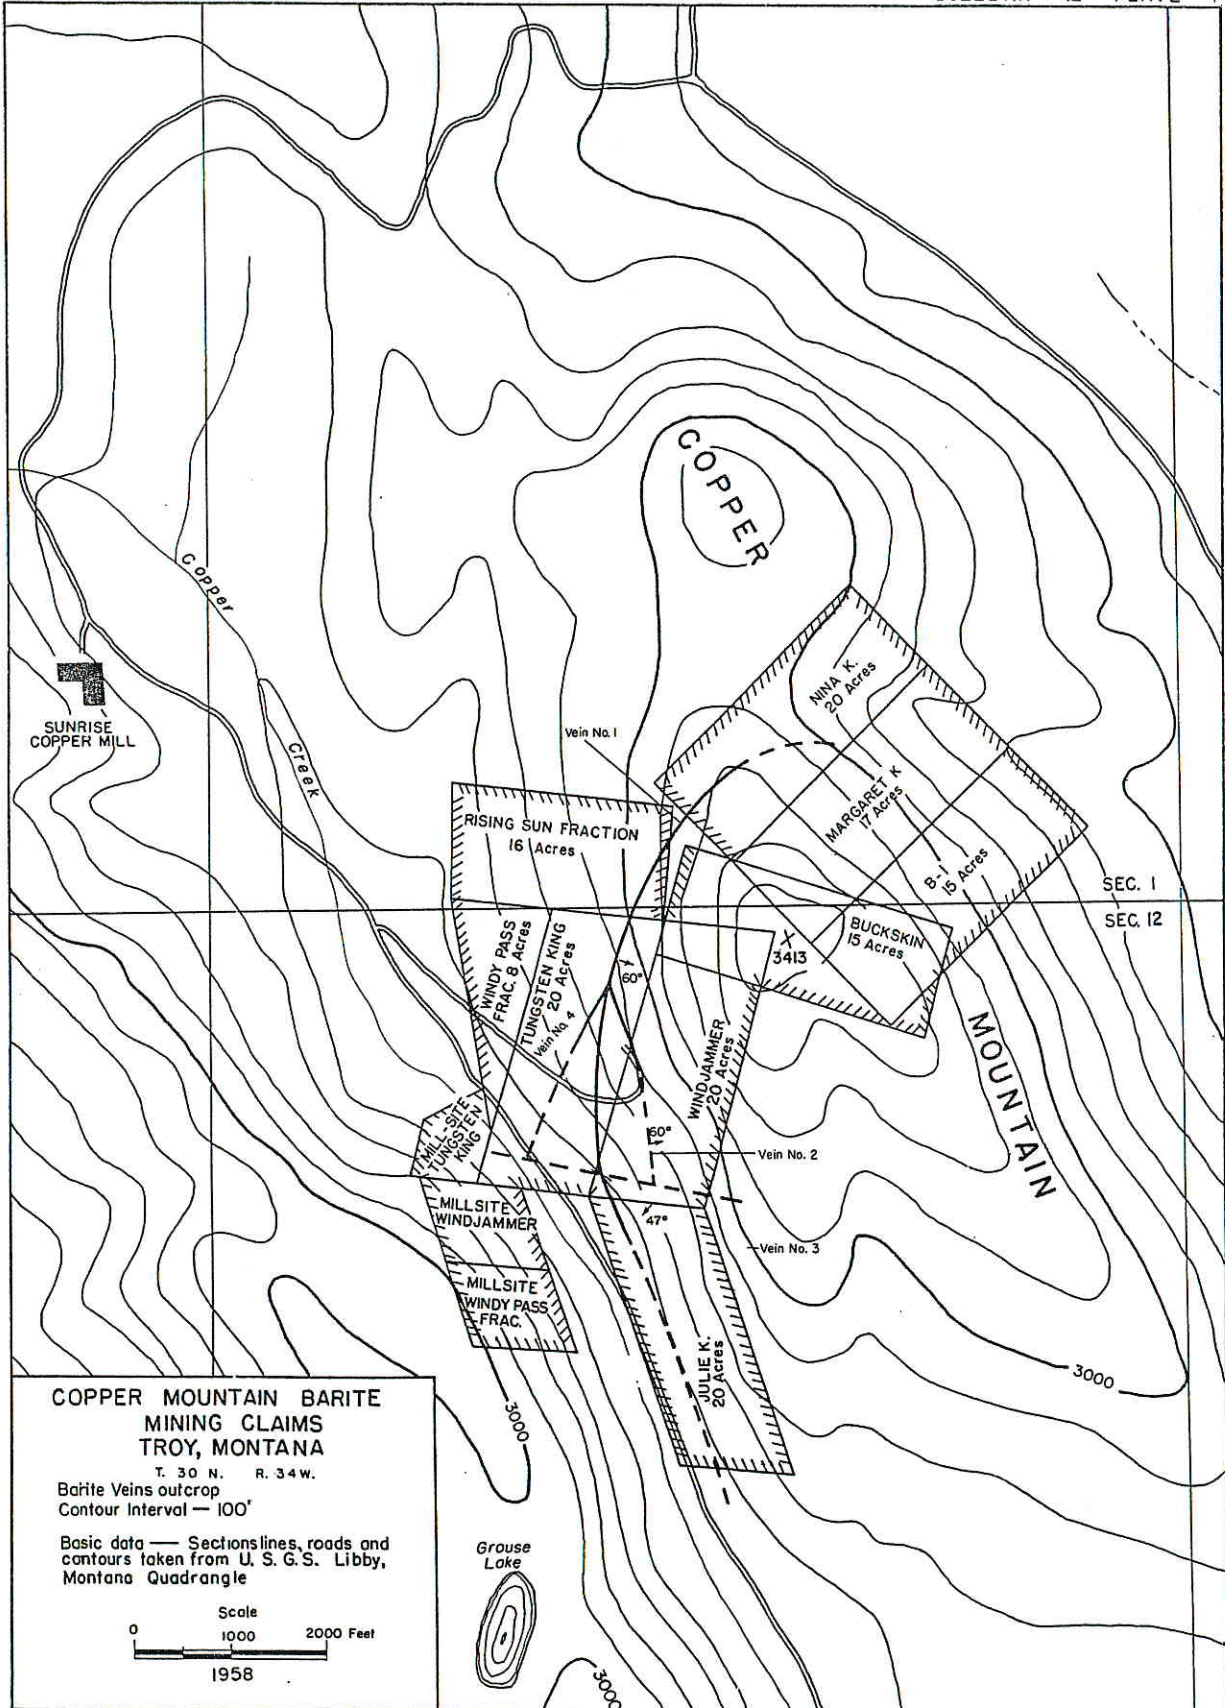 COPPER
Copper
Creek
SUNRISE
COPPER MILL
Vein No. 1
NINA K.
20 Acres
MARGARET K
17 Acres
B-1
15 Acres
RISING SUN FRACTION
16 Acres
SEC. 1
SEC. 12
BUCKSKIN
15 Acres
3413
WINDY PASS
FRAC. 8 Acres
TUNGSTEN KING
20 Acres
Vein No. 4
60°
WINDJAMMER
20 Acres
MOUNTAIN
MILL-SITE
TUNGSTEN
KING
60°
Vein No. 2
MILLSITE
WINDJAMMER
47°
Vein No. 3
MILLSITE
WINDY PASS
FRAC.
JULIE K.
20 Acres
3000
3000
COPPER MOUNTAIN BARITE
MINING CLAIMS
TROY, MONTANA
T. 30 N. R. 34 W.
Barite Veins outcrop
Contour Interval — 100'
Basic data — Sections lines, roads and
contours taken from U. S. G. S. Libby,
Montana Quadrangle
Scale
0 1000 2000 Feet
1958
Grouse
Lake
3000